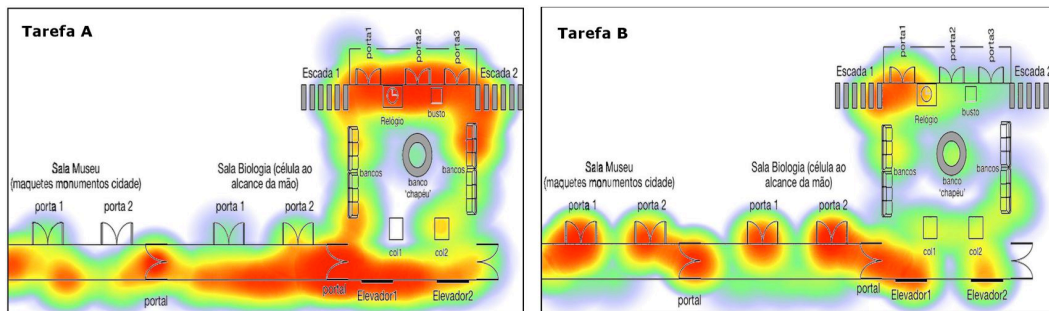 Tarefa A
porta1
porta2
porta3
Escada 1
Escada 2
Relógio
busto
Sala Museu
(maquetes monumentos cidade)
Sala Biologia (célula ao
alcance da mão)
bancos
banco
'chapéu'
porta 1
porta 2
porta 1
porta 2
col1
col2
portal
portal
Elevador1
Elevador2
Tarefa B
porta1
porta2
porta3
Escada 1
Escada 2
Relógio
busto
Sala Museu
(maquetes monumentos cidade)
Sala Biologia (célula ao
alcance da mão)
bancos
bancos
banco
'chapéu'
porta 1
porta 2
porta 1
porta 2
col1
col2
portal
portal
Elevador1
Elevador2